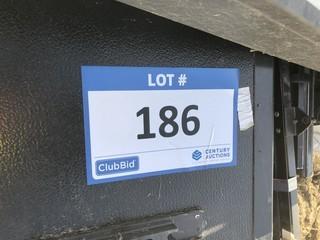 LOT #
186
ClubBid
CENTURY
AUCTIONS